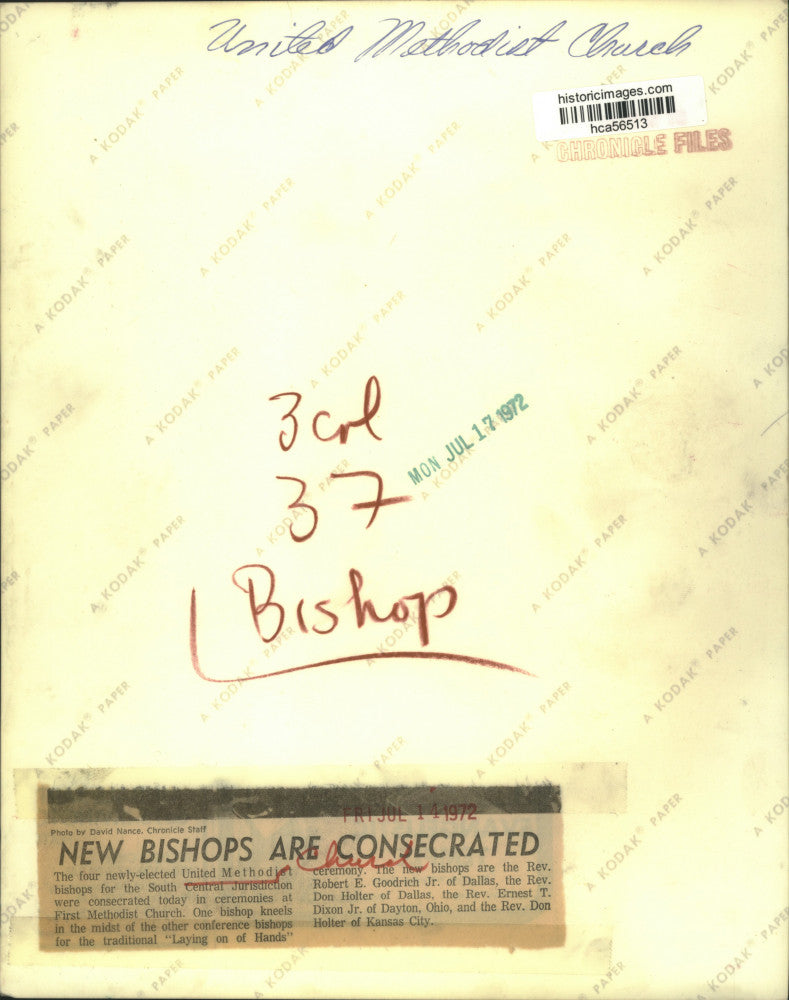 United Methodist Church
historicimages.com
hca56513
CHRONICLE FILES
3 col
MON JUL 17 1972
37
Bishop
FRI JUL 14 1972
Photo by David Nance, Chronicle Staff
NEW BISHOPS ARE CONSECRATED
Church
The four newly-elected United Methodist
bishops for the South central Jurisdiction
were consecrated today in ceremonies at
First Methodist Church. One bishop kneels
in the midst of the other conference bishops
for the traditional "Laying on of Hands"
ceremony. The new bishops are the Rev.
Robert E. Goodrich Jr. of Dallas, the Rev.
Don Holter of Dallas, the Rev. Ernest T.
Dixon Jr. of Dayton, Ohio, and the Rev. Don
Holter of Kansas City.
A KODAK® PAPER